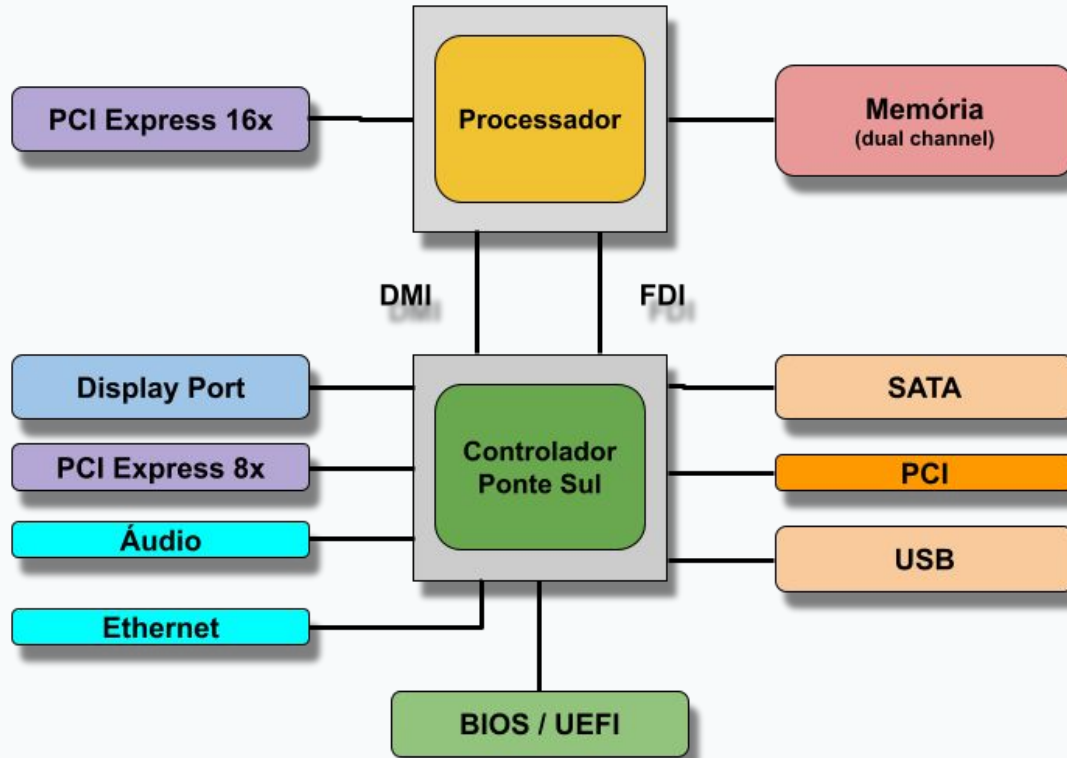 PCI Express 16x
Processador
Memória
(dual channel)
DMI
FDI
Display Port
SATA
PCI Express 8x
Controlador
Ponte Sul
PCI
Áudio
USB
Ethernet
BIOS / UEFI